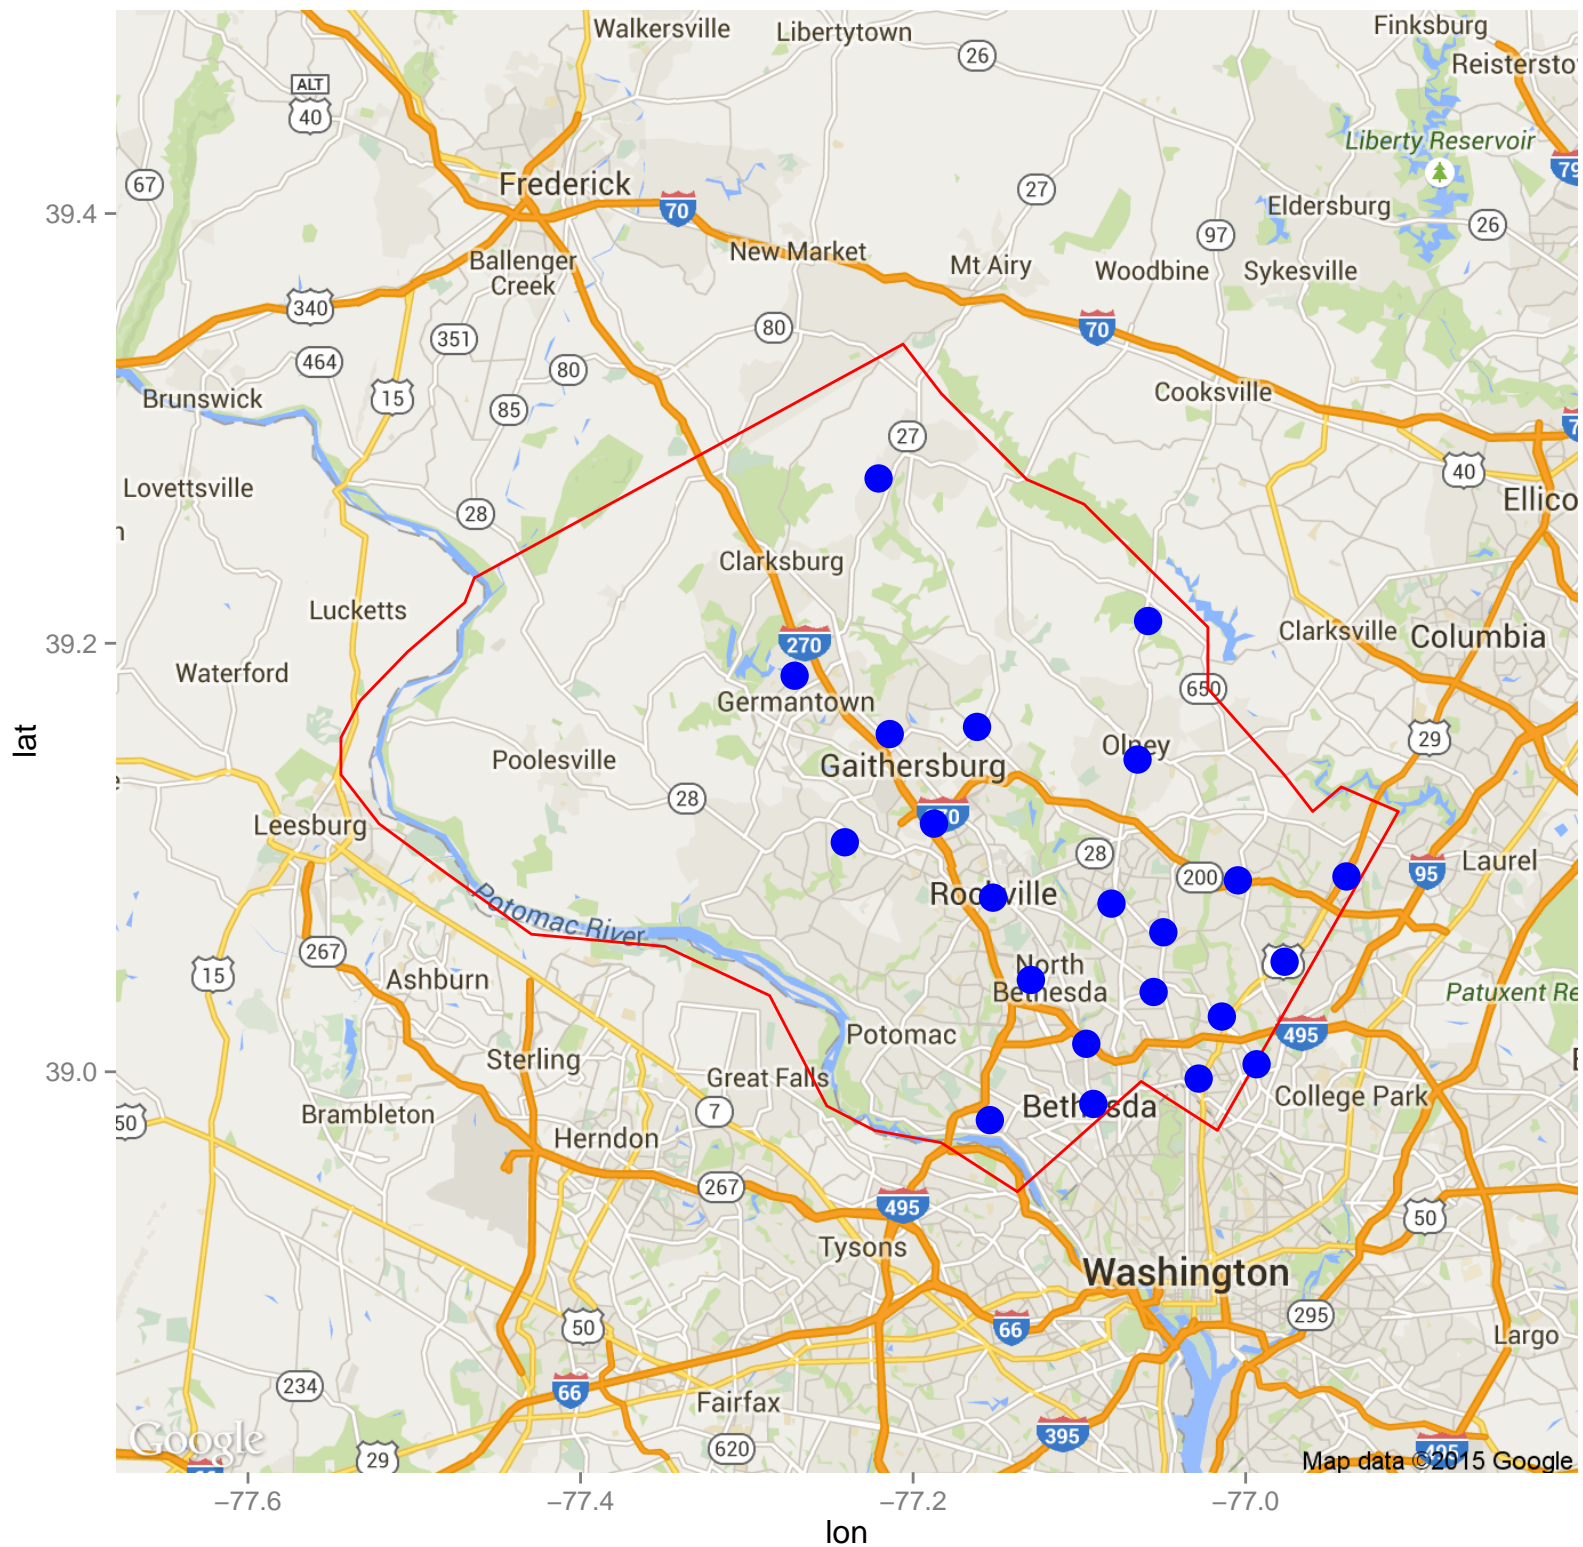 Walkersville
Libertytown
Finksburg
26
Reistersto
ALT
40
Liberty Reservoir
67
Frederick
70
27
79
Eldersburg
39.4
26
97
New Market
Ballenger
Creek
Mt Airy
Woodbine
Sykesville
340
80
70
351
464
80
Brunswick
15
85
Cooksville
7
27
40
Lovettsville
28
Ellico
n
Clarksburg
Lucketts
Clarksville
Columbia
39.2
270
Waterford
650
Germantown
lat
Olney
29
Poolesville
Gaithersburg
e
28
70
Leesburg
28
Laurel
200
95
Rockville
Potomac River
267
15
Ashburn
North
Bethesda
Patuxent Re
Potomac
495
Sterling
E
39.0
Great Falls
Bethesda
College Park
50
Brambleton
7
Herndon
267
495
50
Tysons
Washington
295
50
66
Largo
234
66
Fairfax
395
Google
620
29
495
Map data ©2015 Google
−77.6
−77.4
−77.2
−77.0
lon